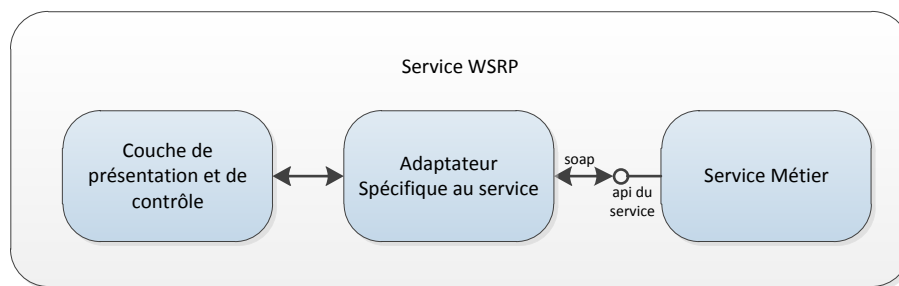 Service WSRP
Couche de
présentation et de
contrôle
Adaptateur
Spécifique au service
soap
api du
service
Service Métier